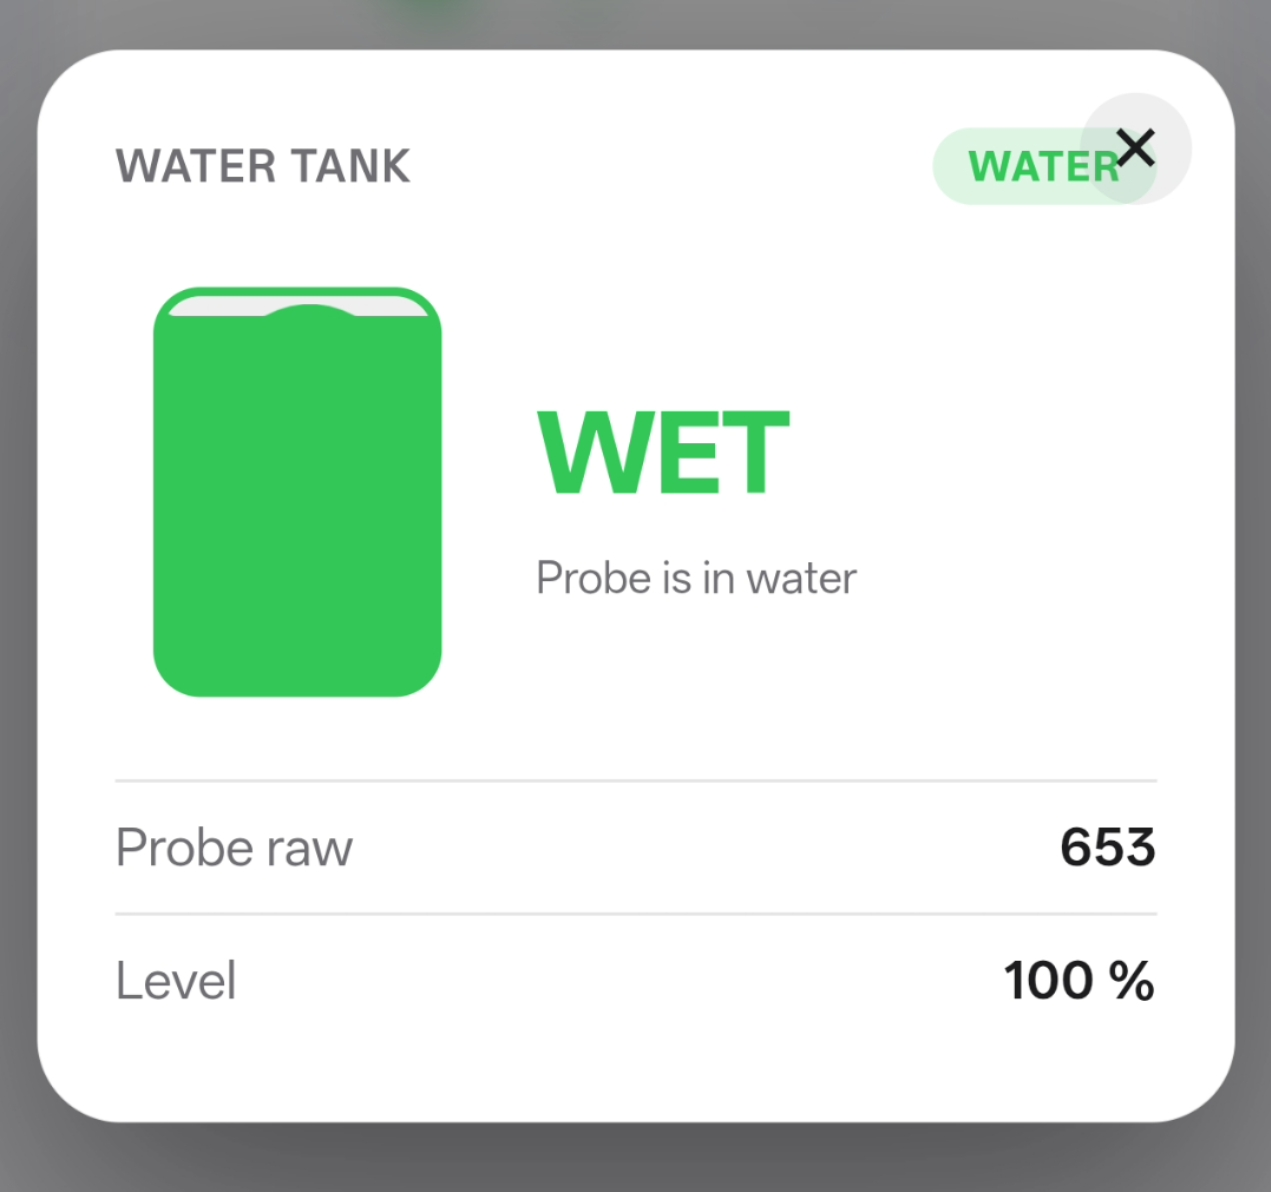 WATER TANK
WATER
WET
Probe is in water
Probe raw 653
Level 100 %